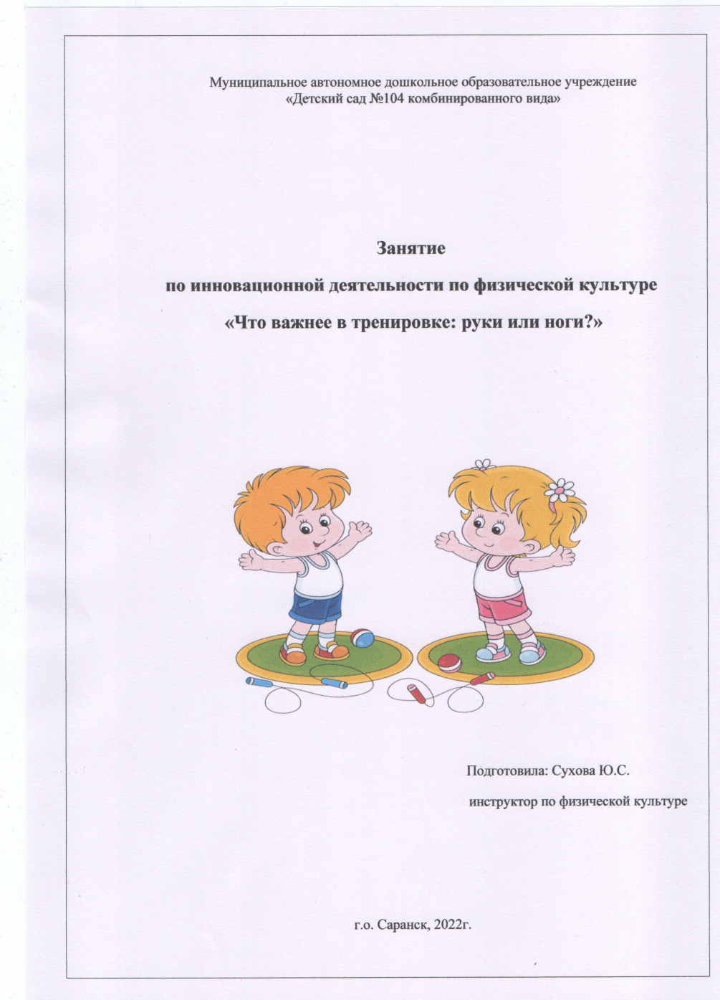 Муниципальное автономное дошкольное образовательное учреждение
«Детский сад №104 комбинированного вида»
Занятие
по инновационной деятельности по физической культуре
«Что важнее в тренировке: руки или ноги?»
Подготовила: Сухова Ю.С.
инструктор по физической культуре
г.о. Саранск, 2022г.